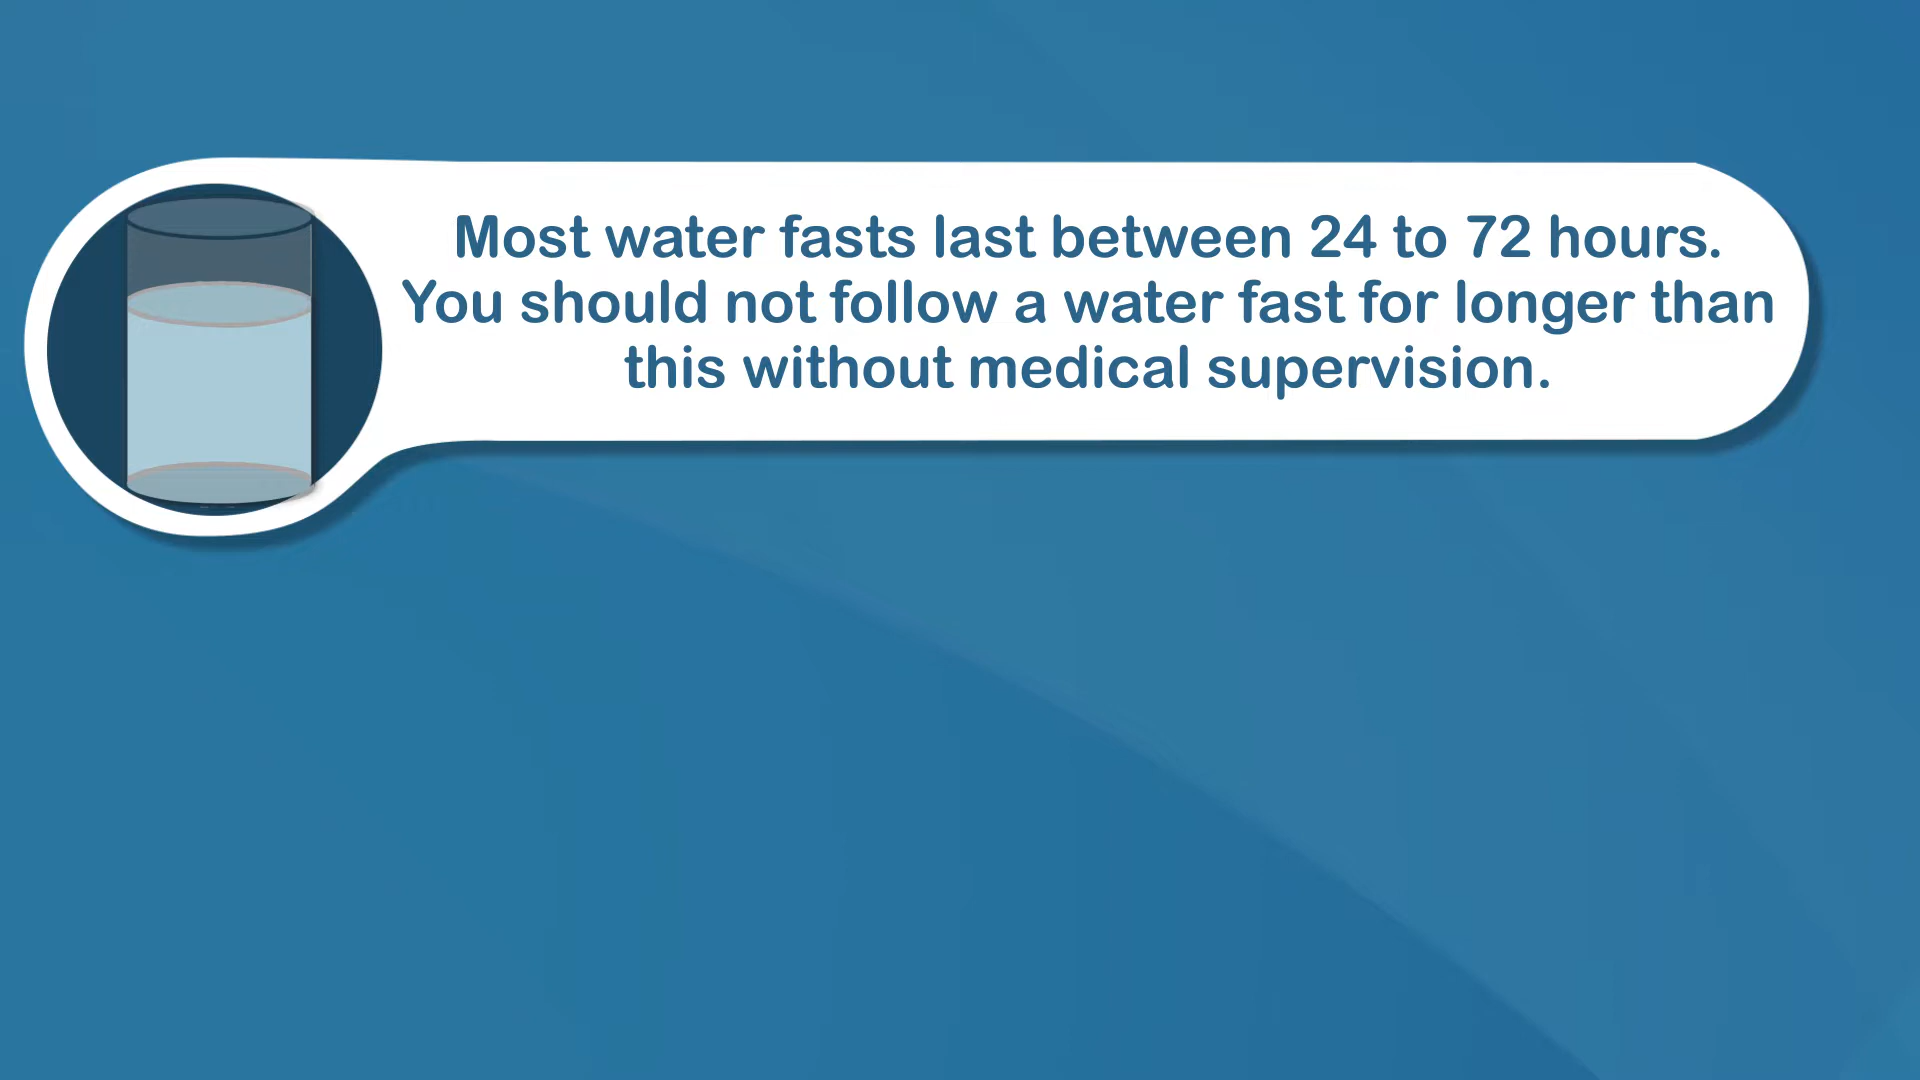 Most water fasts last between 24 to 72 hours.
You should not follow a water fast for longer than
this without medical supervision.